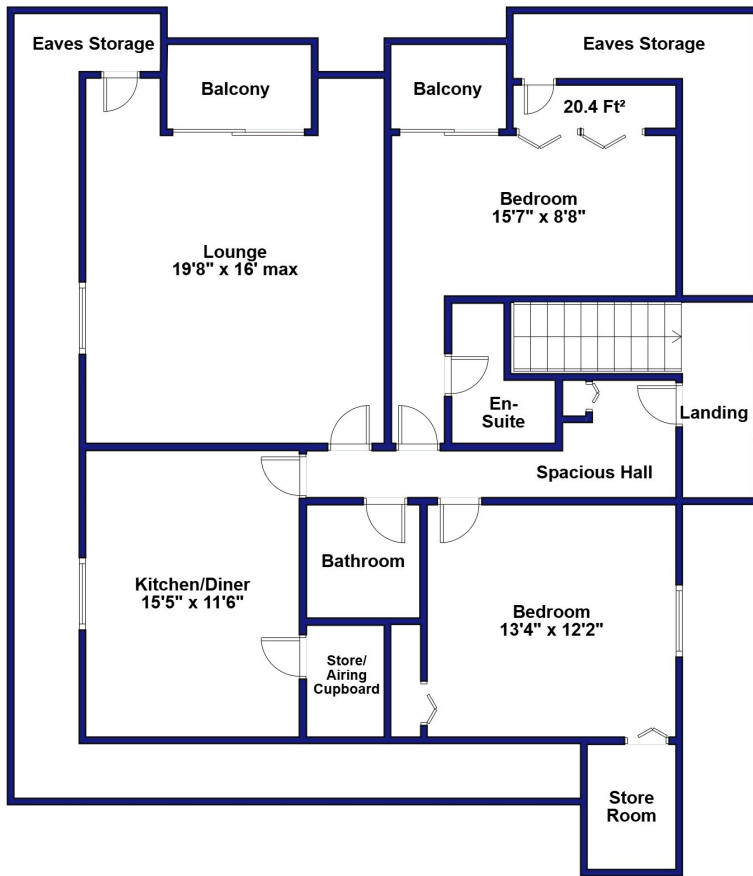 Eaves Storage
Eaves Storage
Balcony
Balcony
20.4 Ft²
Bedroom
15'7" x 8'8"
Lounge
19'8" x 16' max
En-
Suite
Landing
Spacious Hall
Bathroom
Kitchen/Diner
15'5" x 11'6"
Bedroom
13'4" x 12'2"
Store/
Airing
Cupboard
Store
Room